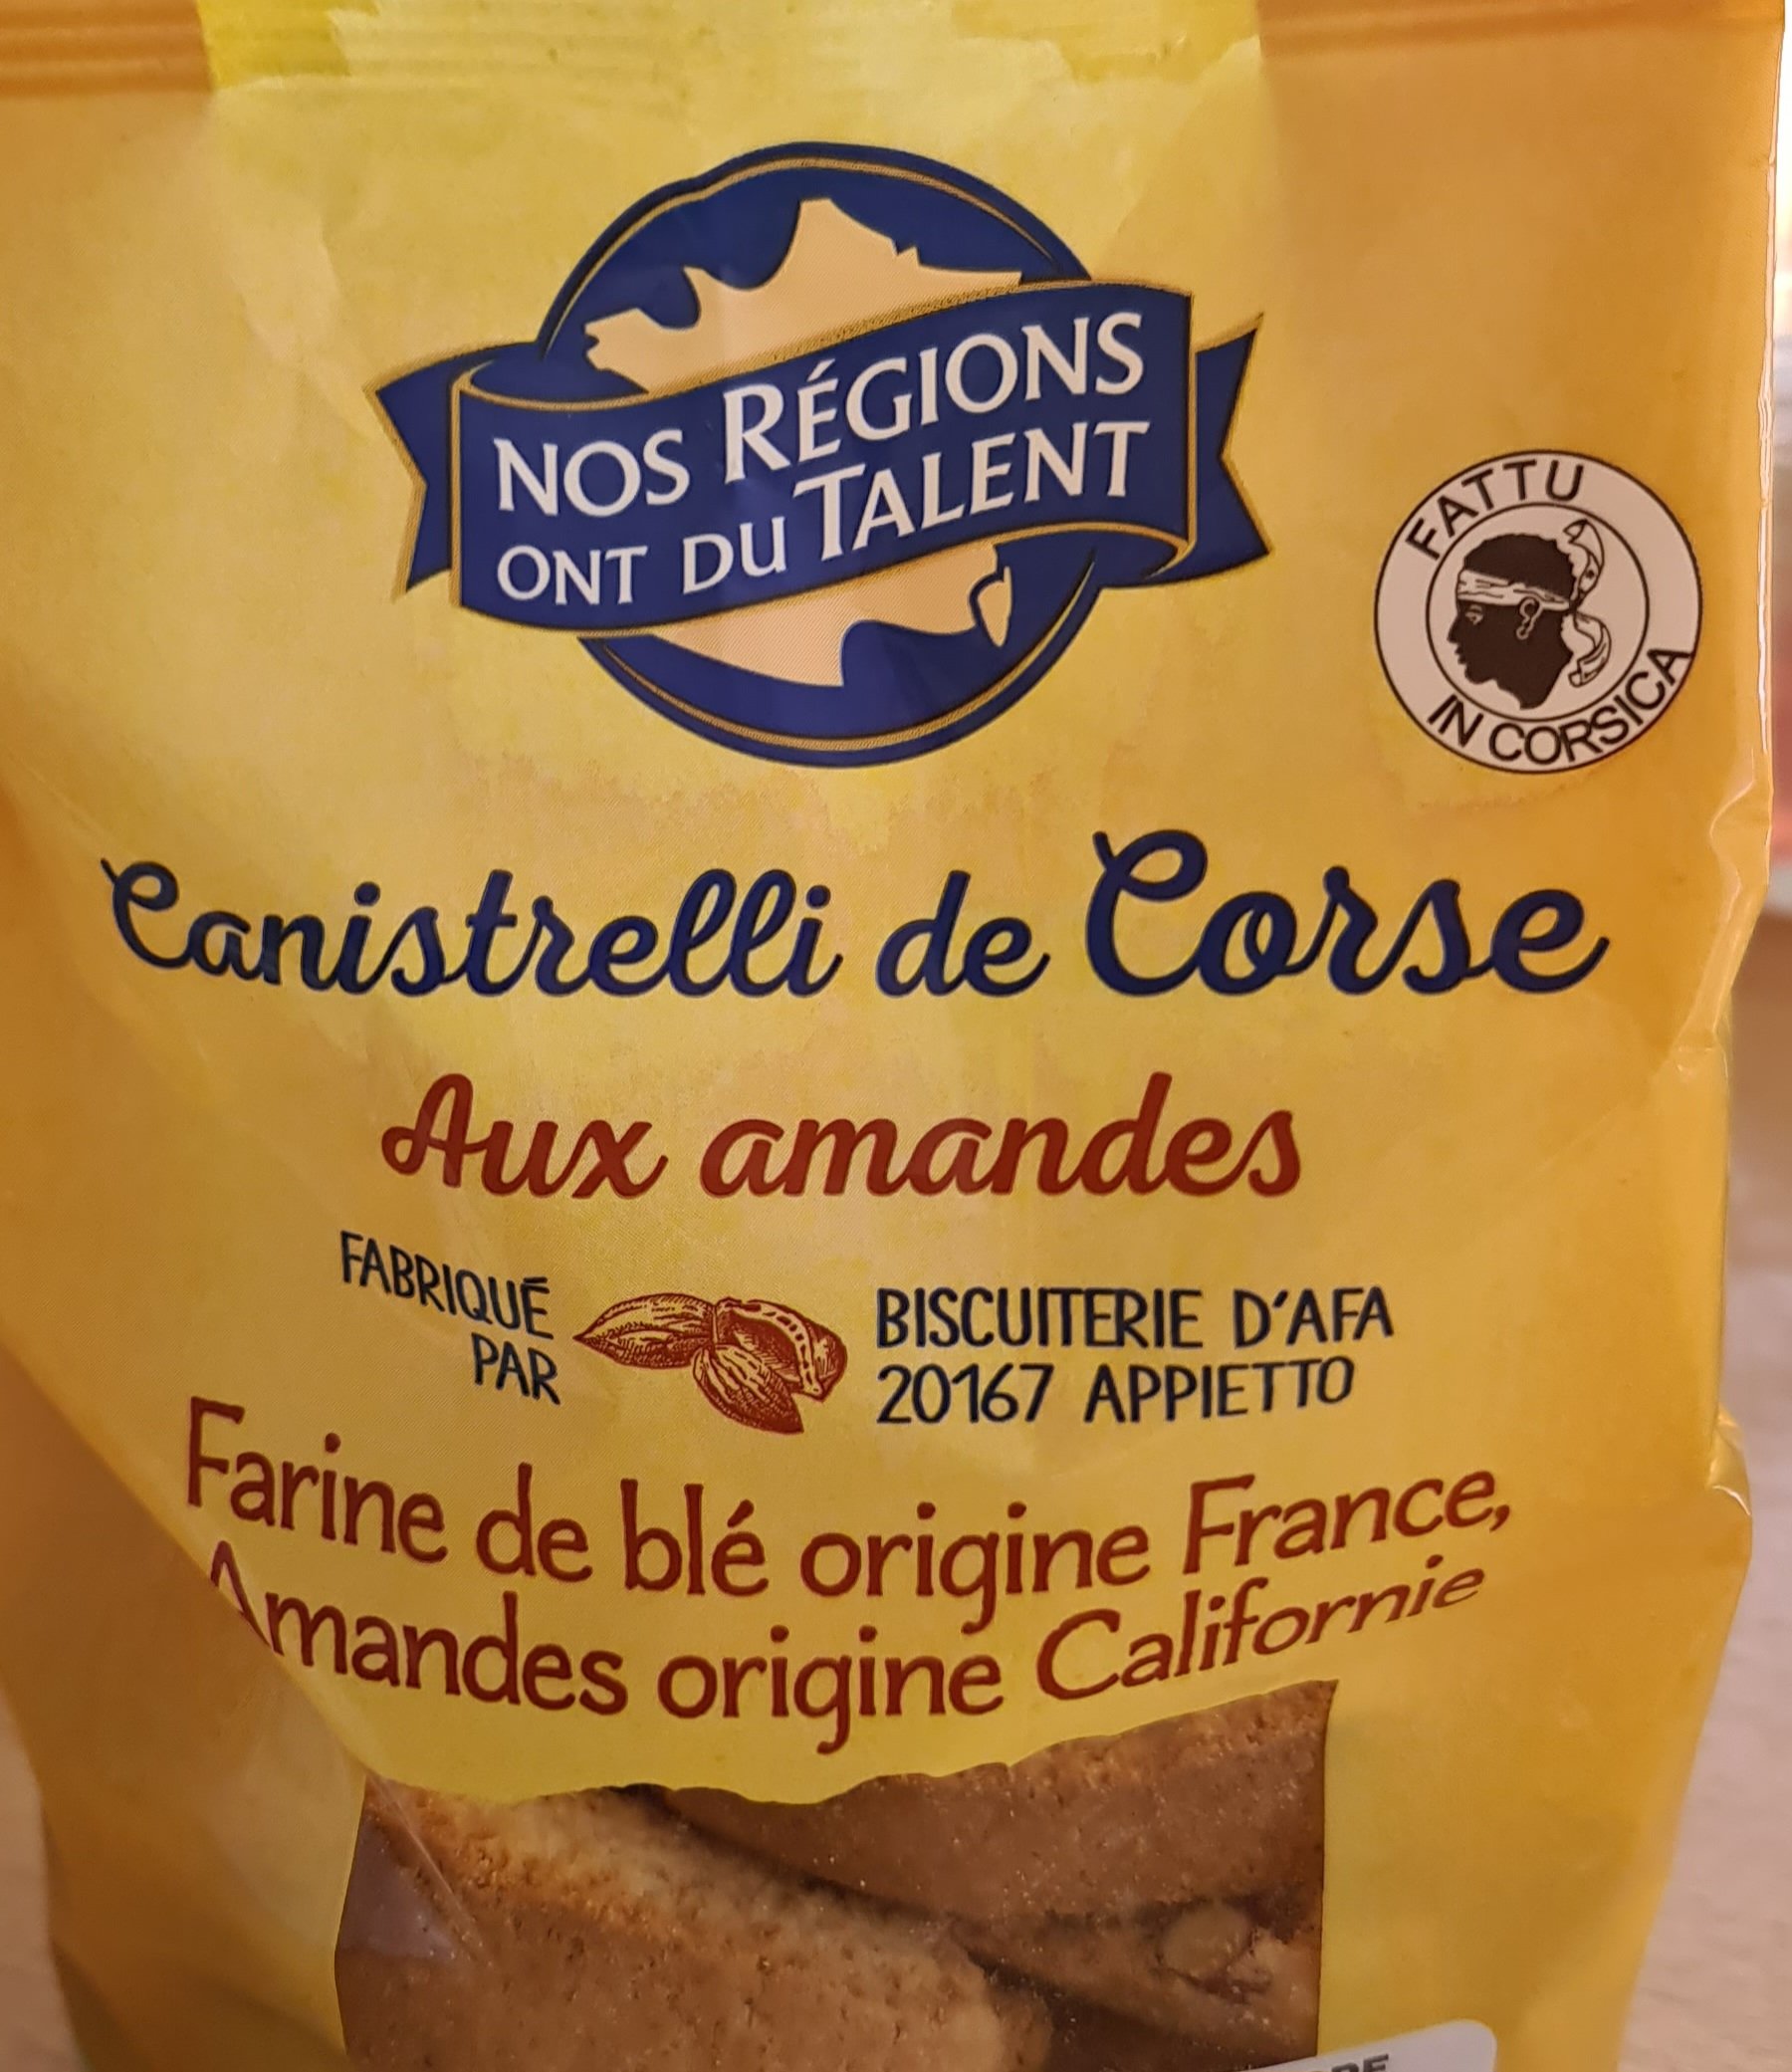 NOS RÉGIONS
ONT DU TALENT
FATTU
IN CORSICA
Canistrelli de Corse
Aux amandes
FABRIQUÉ
PAR
BISCUITERIE D'AFA
20167 APPIETTO
Farine de blé origine France,
Amandes origine Californie